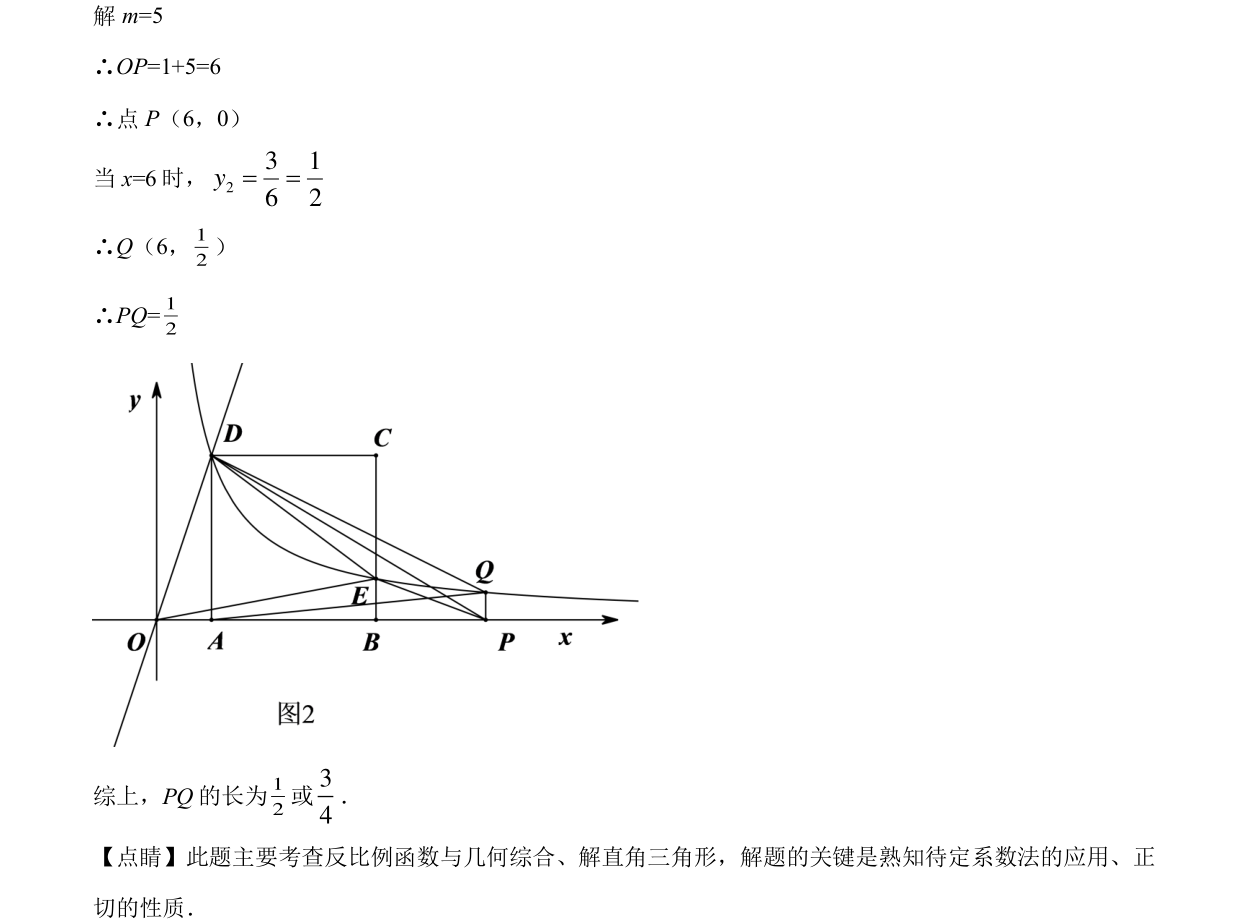 解 m=5
∴OP=1+5=6
∴点 P（6，0）
当 x=6 时，y₂ = 3/6 = 1/2
∴Q（6，1/2）
∴PQ=1/2
y
D
C
Q
E
O
A
B
P
x
图2
综上，PQ 的长为1/2或3/4．
【点睛】此题主要考查反比例函数与几何综合、解直角三角形，解题的关键是熟知待定系数法的应用、正
切的性质．